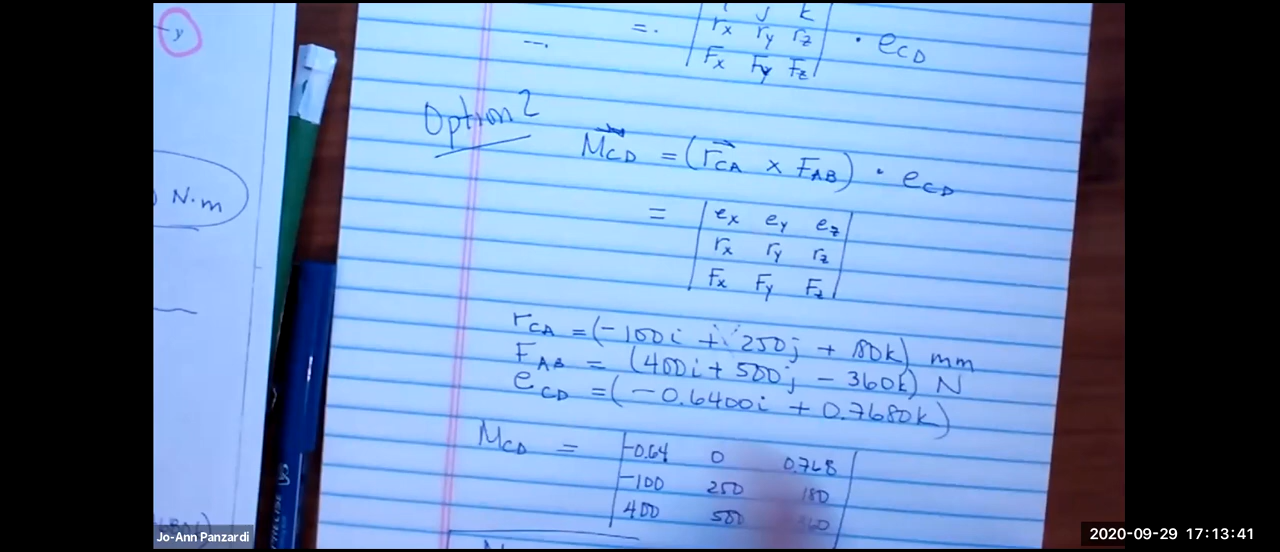 y
N·m
= . | i j k |
| rx ry rz | · eCD
| Fx Fy Fz |
Option 2
MCD = (rCA x FAB) · eCD
= | ex ey ez |
| rx ry rz |
| Fx Fy Fz |
rCA = (-100i + 250j + 180k) mm
FAB = (400i + 500j - 360k) N
eCD = (-0.6400i + 0.7680k)
MCD = | -0.64 0 0.768 |
| -100 250 180 |
| 400 500 360 |
Jo-Ann Panzardi
2020-09-29 17:13:41